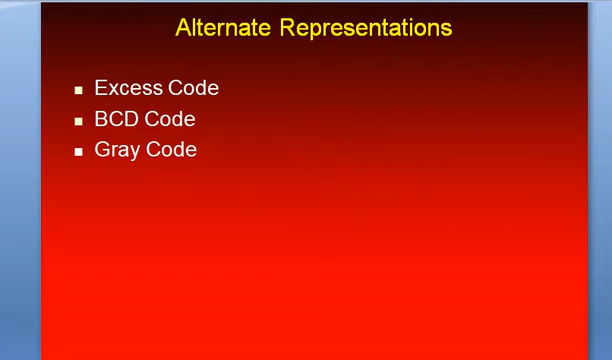 Alternate Representations
Excess Code
BCD Code
Gray Code